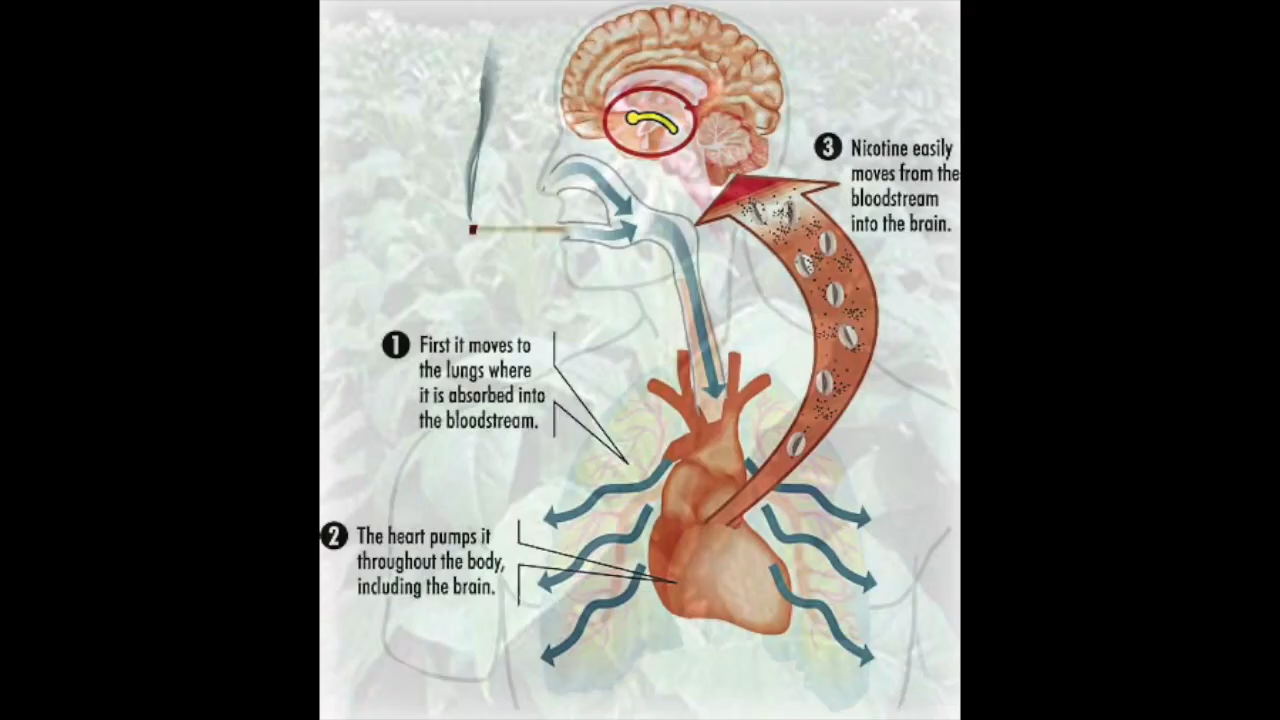 3 Nicotine easily
moves from the
bloodstream
into the brain.
1 First it moves to
the lungs where
it is absorbed into
the bloodstream.
2 The heart pumps it
throughout the body,
including the brain.